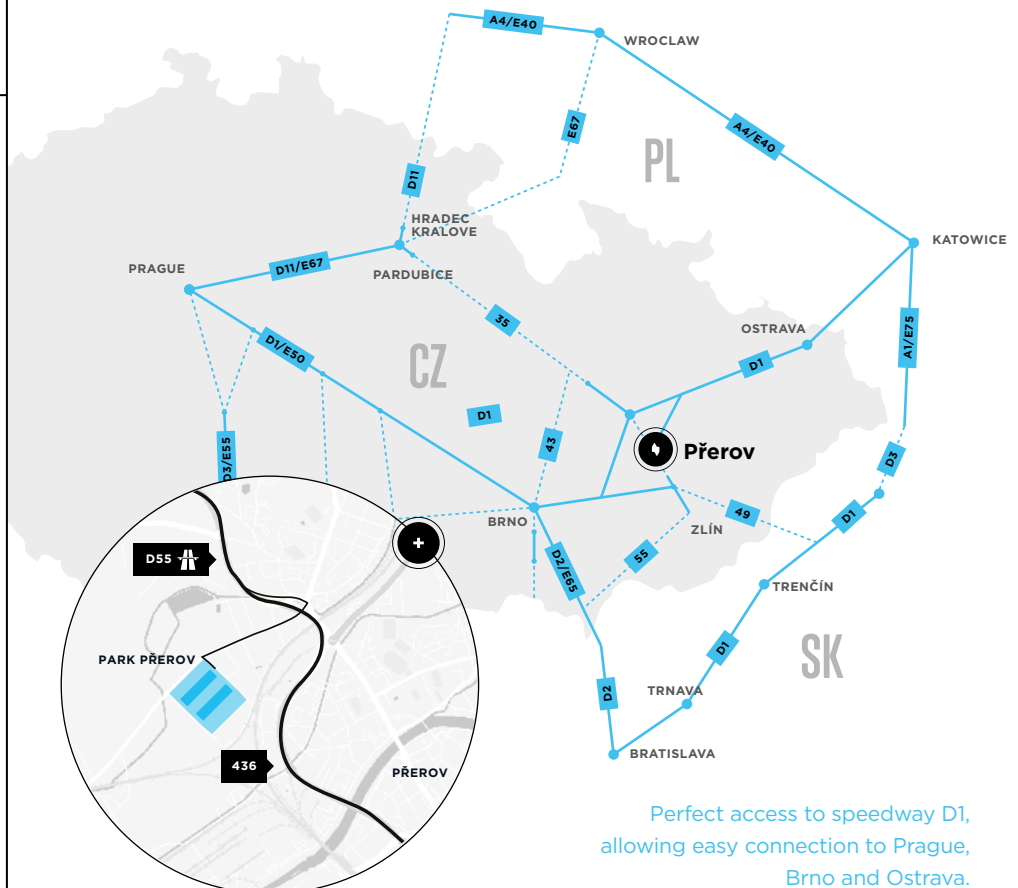 A4/E40
WROCLAW
E67
A4/E40
PL
D11
HRADEC
KRALOVE
KATOWICE
PRAGUE
D11/E67
PARDUBICE
35
OSTRAVA
A1/E75
D1/E50
CZ
D1
D1
43
Přerov
D3/E55
D3
49
D1
BRNO
ZLÍN
55
D2/E65
D55
TRENČÍN
PARK PŘEROV
D1
SK
TRNAVA
D2
BRATISLAVA
436
PŘEROV
Perfect access to speedway D1,
allowing easy connection to Prague,
Brno and Ostrava.